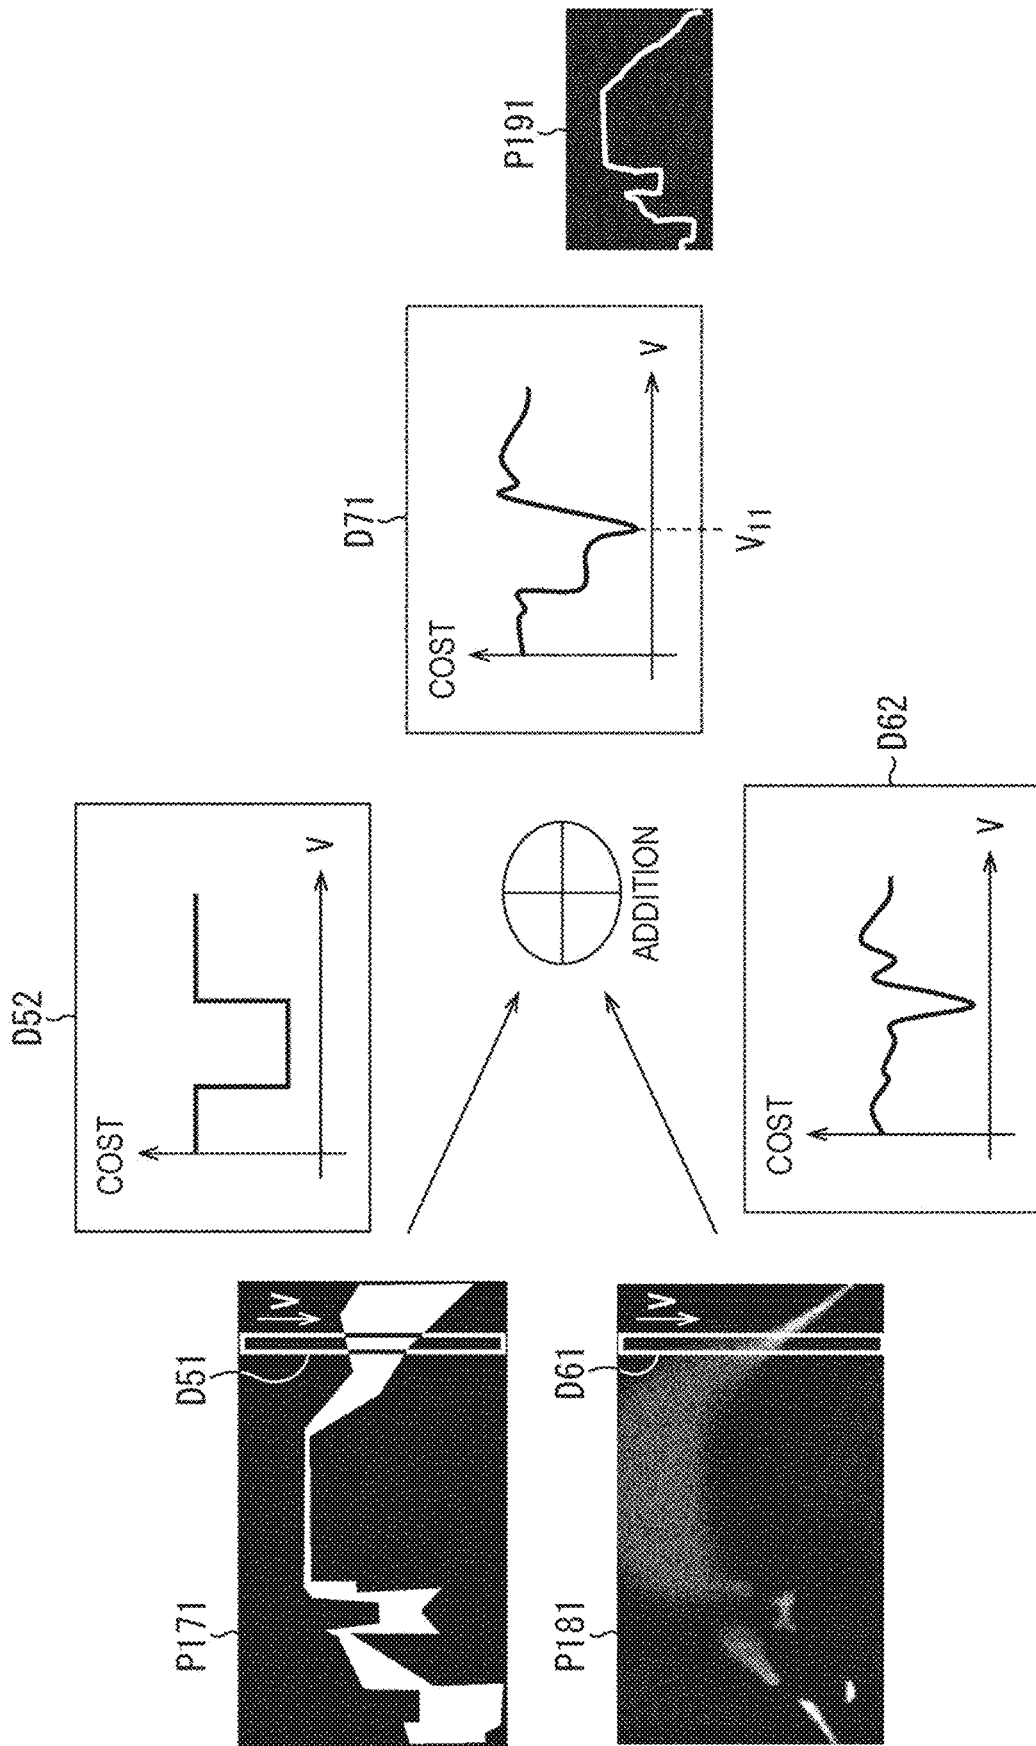 P171
D51
V
D52
COST
V
P181
D61
V
D62
COST
V
ADDITION
D71
COST
V
V11
P191